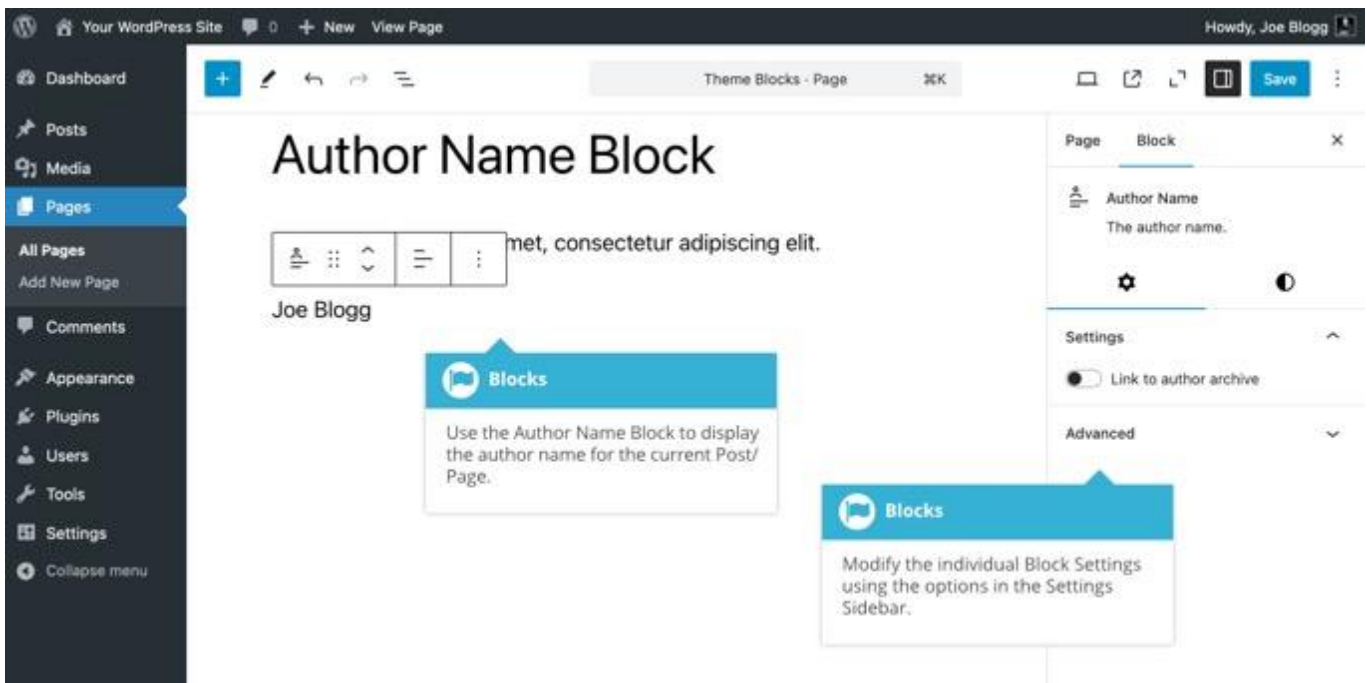 Your WordPress Site 0 + New View Page Howdy, Joe Blogg
Dashboard
Posts
Media
Pages
All Pages
Add New Page
Comments
Appearance
Plugins
Users
Tools
Settings
Collapse menu
Theme Blocks · Page ⌘K
Save
Author Name Block
met, consectetur adipiscing elit.
Joe Blogg
Blocks
Use the Author Name Block to display
the author name for the current Post/
Page.
Page Block
Author Name
The author name.
Settings
Link to author archive
Advanced
Blocks
Modify the individual Block Settings
using the options in the Settings
Sidebar.